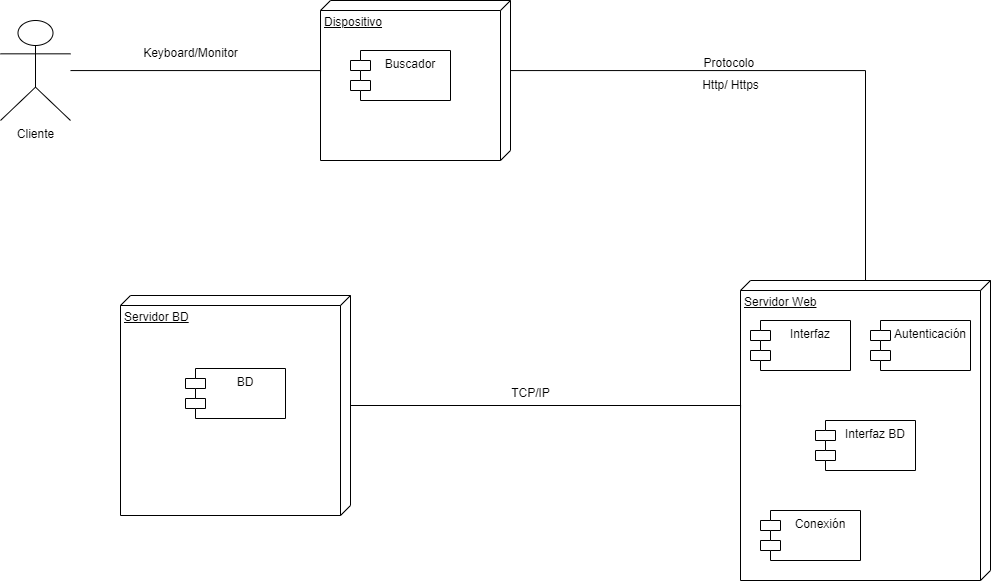 Dispositivo
Keyboard/Monitor
Buscador
Protocolo
Http/ Https
Cliente
Servidor BD
BD
TCP/IP
Servidor Web
Interfaz
Autenticación
Interfaz BD
Conexión